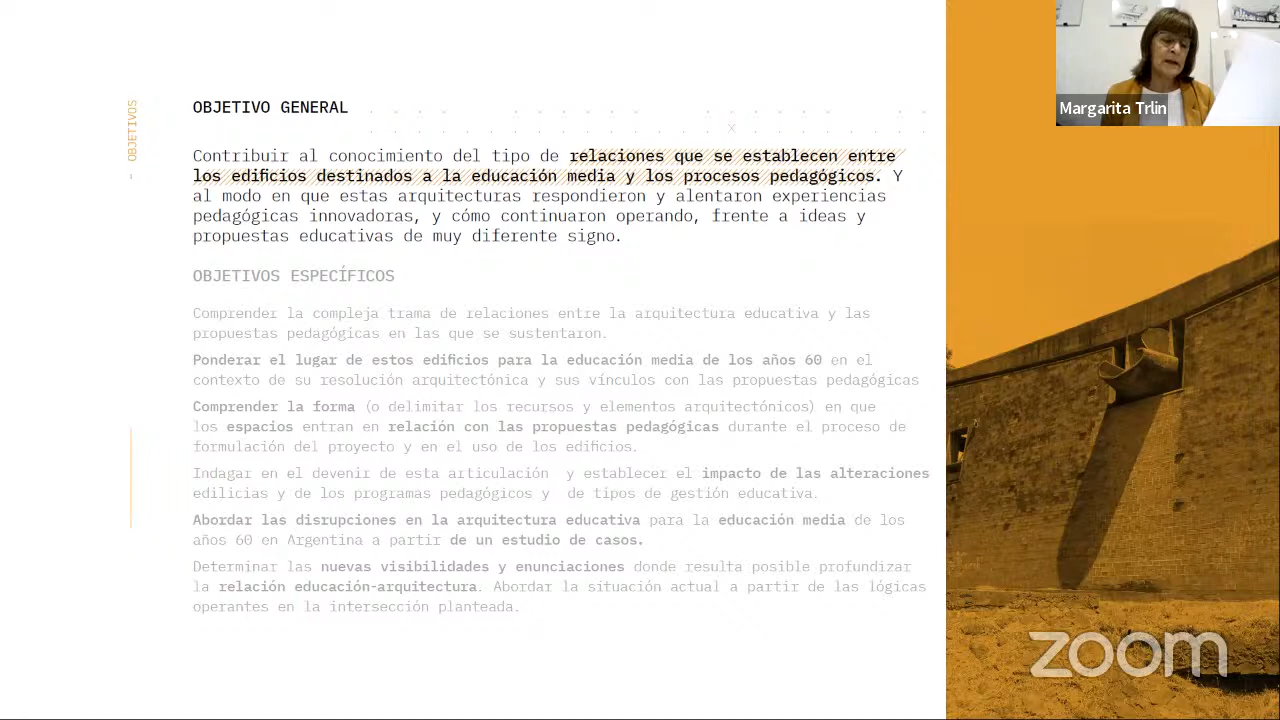 – OBJETIVOS
OBJETIVO GENERAL
x
Contribuir al conocimiento del tipo de relaciones que se establecen entre
los edificios destinados a la educación media y los procesos pedagógicos. Y
al modo en que estas arquitecturas respondieron y alentaron experiencias
pedagógicas innovadoras, y cómo continuaron operando, frente a ideas y
propuestas educativas de muy diferente signo.
OBJETIVOS ESPECÍFICOS
Comprender la compleja trama de relaciones entre la arquitectura educativa y las
propuestas pedagógicas en las que se sustentaron.
Ponderar el lugar de estos edificios para la educación media de los años 60 en el
contexto de su resolución arquitectónica y sus vínculos con las propuestas pedagógicas
Comprender la forma (o delimitar los recursos y elementos arquitectónicos) en que
los espacios entran en relación con las propuestas pedagógicas durante el proceso de
formulación del proyecto y en el uso de los edificios.
Indagar en el devenir de esta articulación y establecer el impacto de las alteraciones
edilicias y de los programas pedagógicos y de tipos de gestión educativa.
Abordar las disrupciones en la arquitectura educativa para la educación media de los
años 60 en Argentina a partir de un estudio de casos.
Determinar las nuevas visibilidades y enunciaciones donde resulta posible profundizar
la relación educación-arquitectura. Abordar la situación actual a partir de las lógicas
operantes en la intersección planteada.
Margarita Trlin
zoom